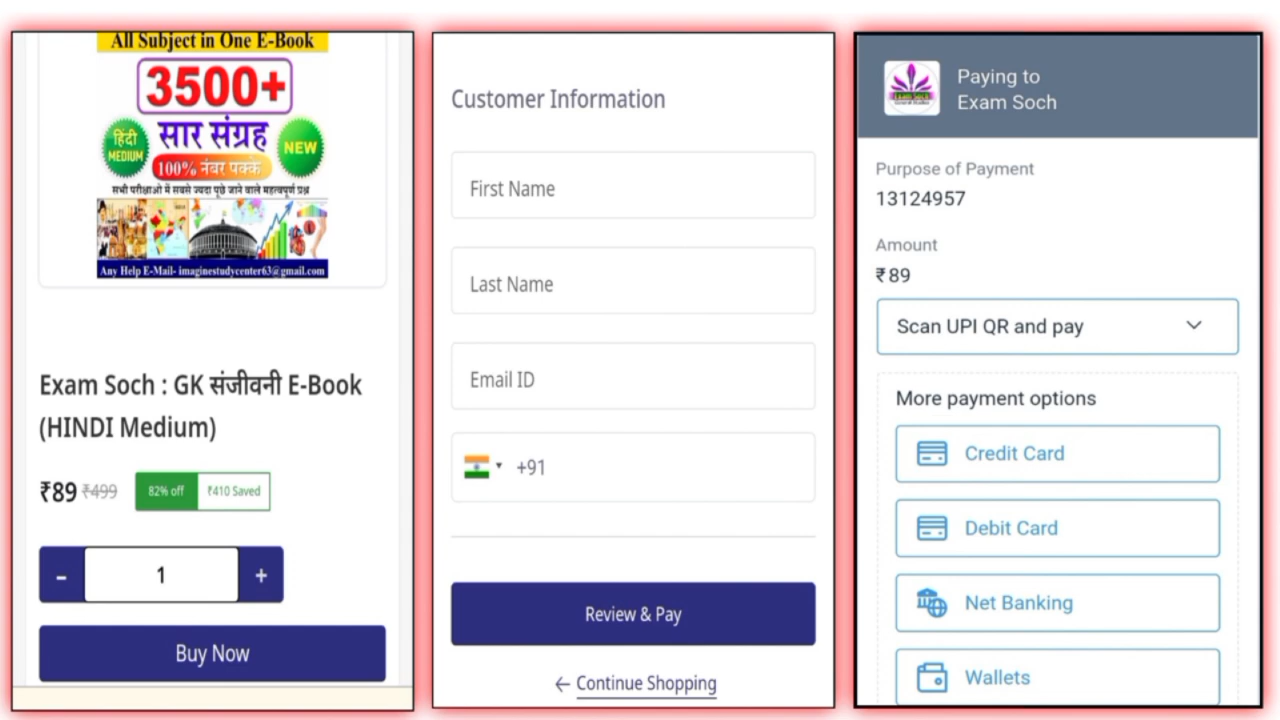 All Subject in One E-Book
3500+
हिंदी
MEDIUM
सार संग्रह
NEW
100% नंबर पक्के
सभी परीक्षाओ में सबसे ज्यदा पूछे जाने वाले महत्वपूर्ण प्रश्न
Any Help E-Mail- imaginestudycenter63@gmail.com
Exam Soch : GK संजीवनी E-Book
(HINDI Medium)
₹89 ₹499 82% off ₹410 Saved
- 1 +
Buy Now
Customer Information
First Name
Last Name
Email ID
+91
Review & Pay
← Continue Shopping
Paying to
Exam Soch
Purpose of Payment
13124957
Amount
₹89
Scan UPI QR and pay
More payment options
Credit Card
Debit Card
Net Banking
Wallets